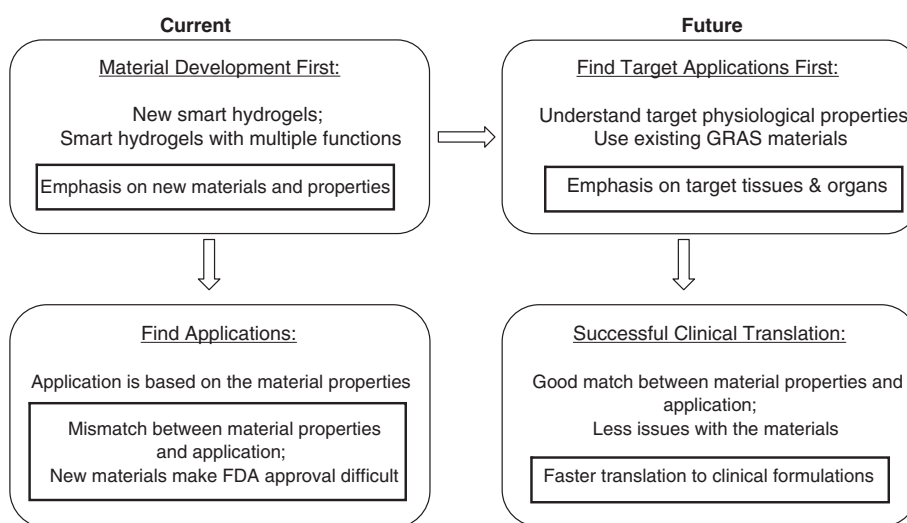 Current
Material Development First:
New smart hydrogels;
Smart hydrogels with multiple functions
Emphasis on new materials and properties
Find Applications:
Application is based on the material properties
Mismatch between material properties
and application;
New materials make FDA approval difficult
Future
Find Target Applications First:
Understand target physiological properties
Use existing GRAS materials
Emphasis on target tissues & organs
Successful Clinical Translation:
Good match between material properties and
application;
Less issues with the materials
Faster translation to clinical formulations